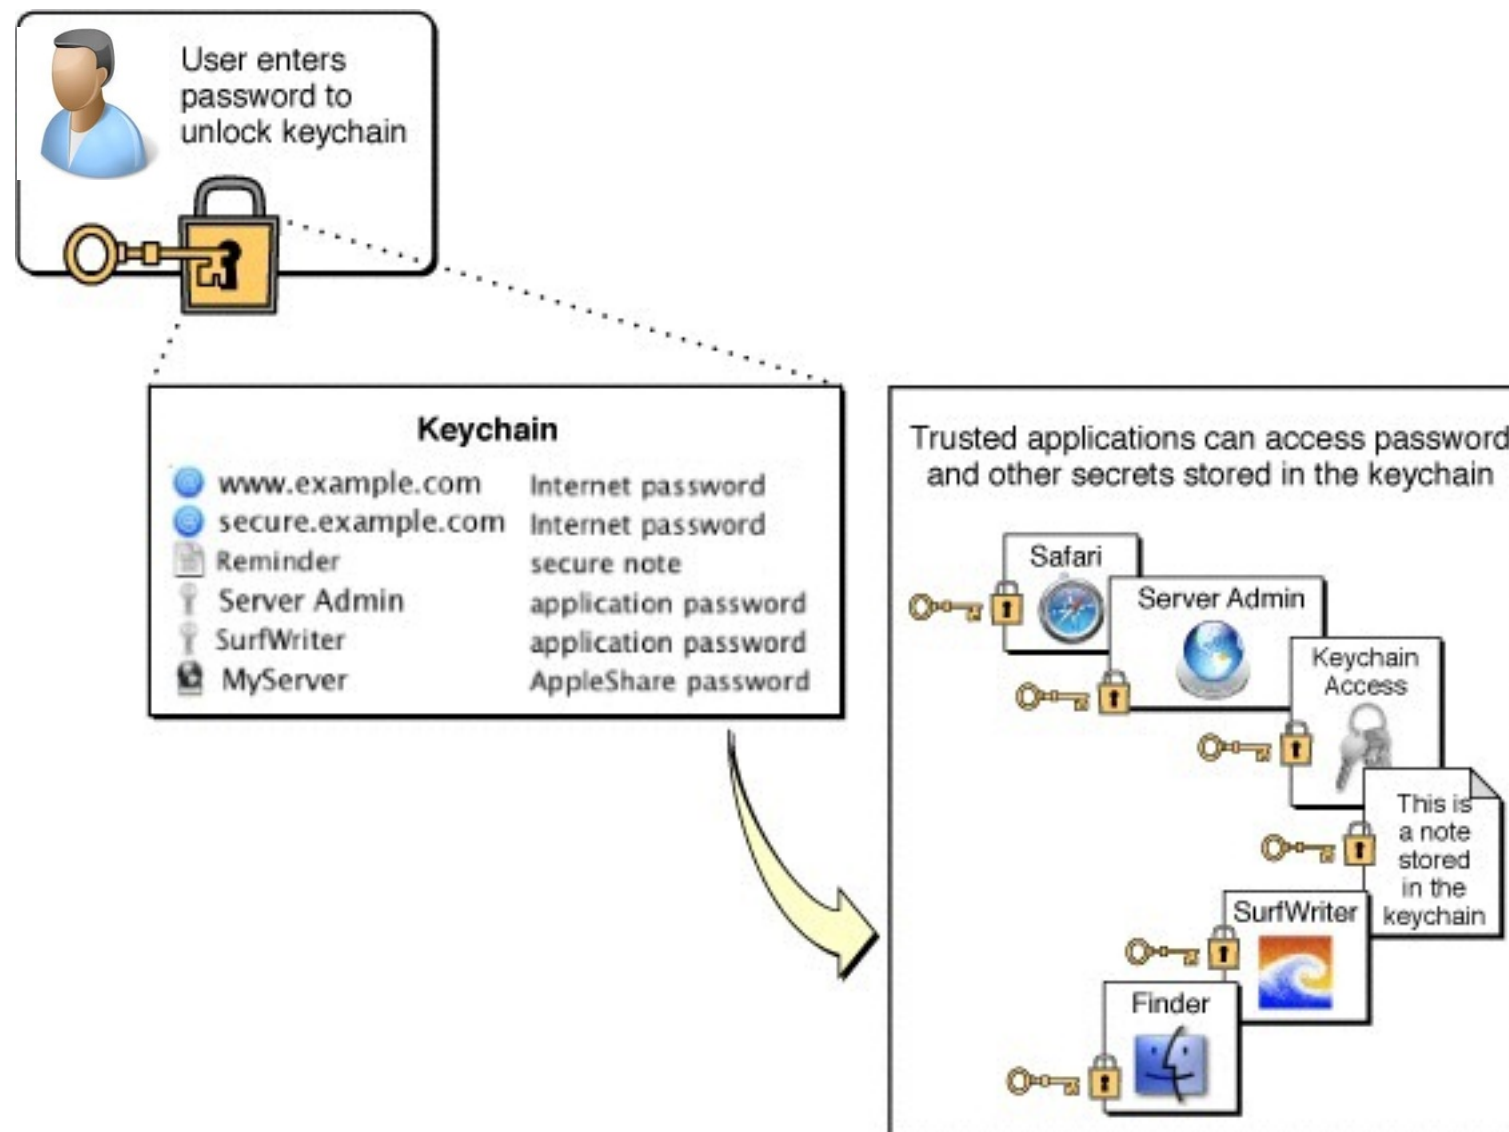 User enters
password to
unlock keychain
Keychain
www.example.com Internet password
secure.example.com Internet password
Reminder secure note
Server Admin application password
SurfWriter application password
MyServer AppleShare password
Trusted applications can access password
and other secrets stored in the keychain
Safari
Server Admin
Keychain
Access
This is
a note
stored
in the
keychain
SurfWriter
Finder